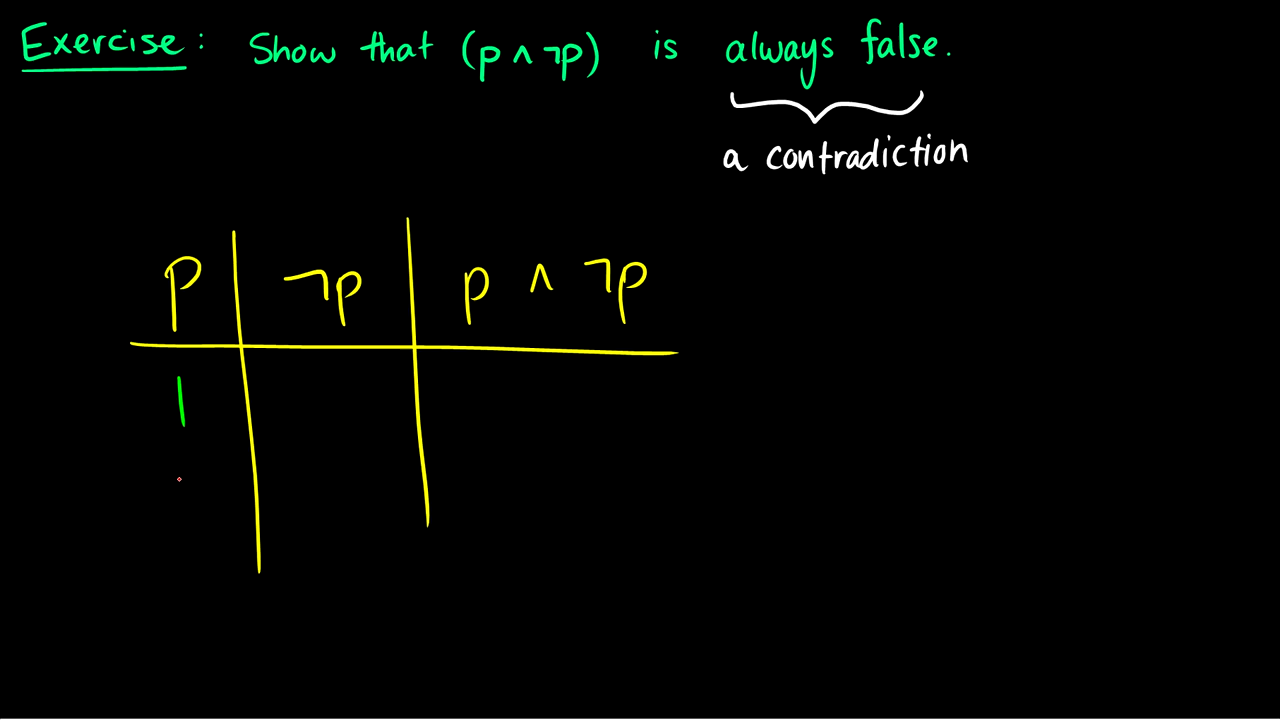 Exercise: Show that (p ∧ ¬p) is always false.
a contradiction
p ¬p p ∧ ¬p
1